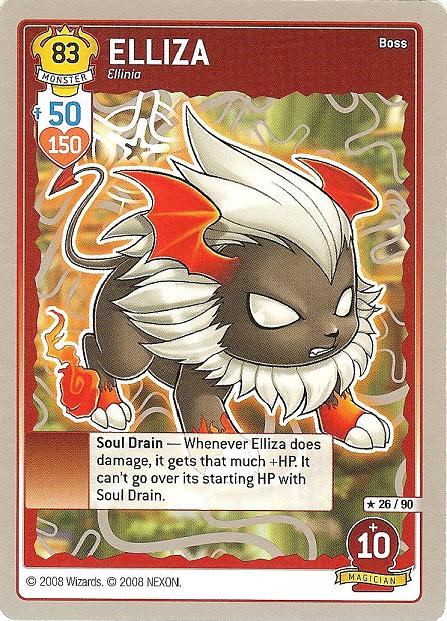 83
MONSTER
ELLIZA
Ellinia
Boss
50
150
Soul Drain — Whenever Elliza does
damage, it gets that much +HP. It
can't go over its starting HP with
Soul Drain.
★ 26 / 90
+
10
MAGICIAN
© 2008 Wizards. © 2008 NEXON.